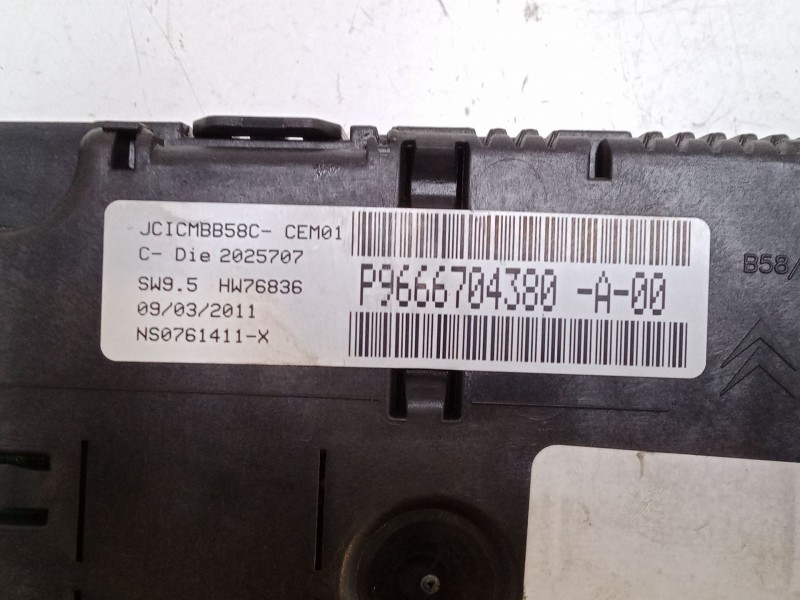 JCICMBB58C- CEM01
C- Die 2025707
SW9.5 HW76836
09/03/2011
NS0761411-X
P9666704380 -A-00
B58/